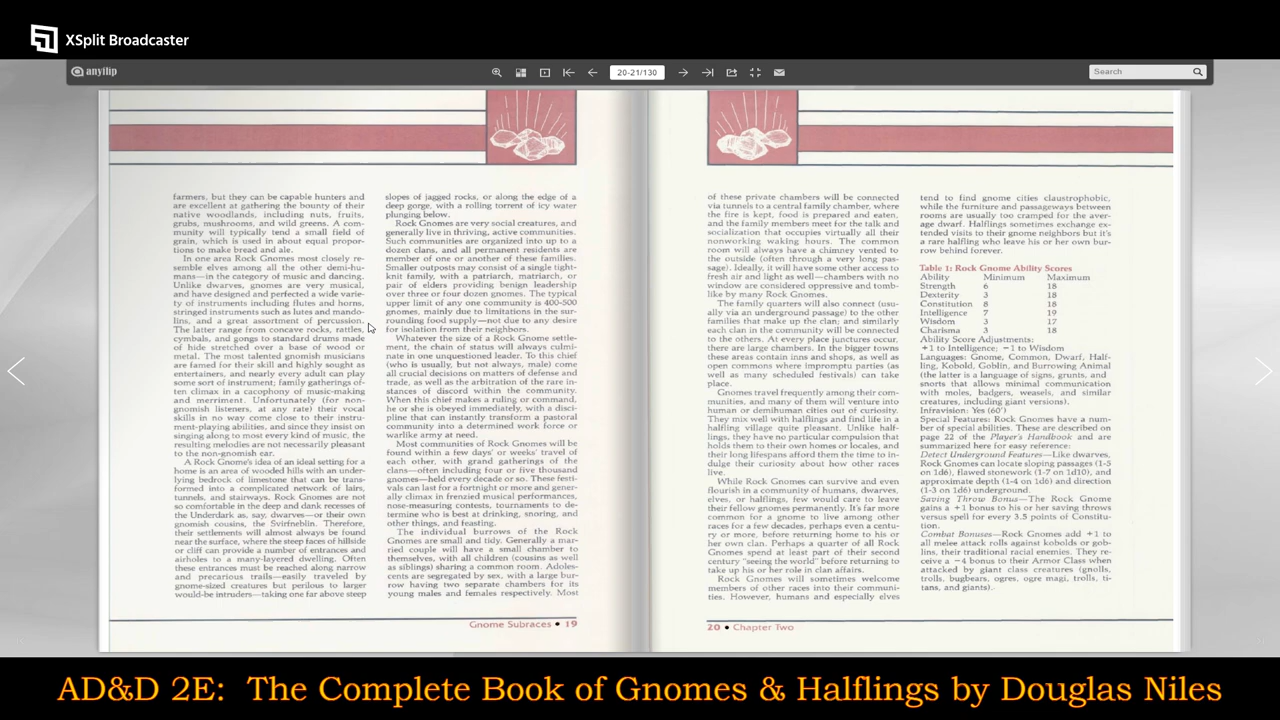 XSplit Broadcaster
anyflip
20-21/130
Search
farmers, but they can be capable hunters and
are excellent at gathering the bounty of their
native woodlands, including nuts, fruits,
grubs, mushrooms, and wild greens. A com-
munity will typically tend a small field of
grain, which is used in about equal propor-
tions to make bread and ale.
In one area Rock Gnomes most closely re-
semble elves among all the other demi-hu-
mans—in the category of music and dancing.
Unlike dwarves, gnomes are very musical,
and have designed and perfected a wide varie-
ty of instruments including flutes and horns,
stringed instruments such as lutes and mando-
lins, and a great assortment of percussion.
The latter range from concave rocks, rattles,
cymbals, and gongs to standard drums made
of hide stretched over a base of wood or
metal. The most talented gnomish musicians
are famed for their skill and highly sought as
entertainers, and nearly every adult can play
some sort of instrument; family gatherings of-
ten climax in a cacophony of music-making
and merriment. Unfortunately (for non-
gnomish listeners, at any rate) their vocal
skills in no way come close to their instru-
ment-playing abilities, and since they insist on
singing along to most every kind of music, the
resulting melodies are not necessarily pleasant
to the non-gnomish ear.
A Rock Gnome's idea of an ideal setting for a
home is an area of wooded hills with an under-
lying bedrock of limestone that can be trans-
formed into a complicated network of lairs,
tunnels, and stairways. Rock Gnomes are not
so comfortable in the deep and dank recesses of
the Underdark as, say, dwarves—or their own
gnomish cousins, the Svirfneblin. Therefore,
their settlements will almost always be found
near the surface, where the steep faces of hillside
or cliff can provide a number of entrances and
airholes to a many-layered dwelling. Often
these entrances must be reached along narrow
and precarious trails—easily traveled by
gnome-sized creatures but perilous to larger
would-be intruders—taking one far above steep
slopes of jagged rocks, or along the edge of a
deep gorge, with a rolling torrent of icy water
plunging below.
Rock Gnomes are very social creatures, and
generally live in thriving, active communities.
Such communities are organized into up to a
dozen clans, and all permanent residents are
member of one or another of these families.
Smaller outposts may consist of a single tight-
knit family, with a patriarch, matriarch, or
pair of elders providing benign leadership
over three or four dozen gnomes. The typical
upper limit of any one community is 400-500
gnomes, mainly due to limitations in the sur-
rounding food supply—not due to any desire
for isolation from their neighbors.
Whatever the size of a Rock Gnome settle-
ment, the chain of status will always culmi-
nate in one unquestioned leader. To this chief
(who is usually, but not always, male) come
all crucial decisions on matters of defense and
trade, as well as the arbitration of the rare in-
stances of discord within the community.
When this chief makes a ruling or command,
he or she is obeyed immediately, with a disci-
pline that can instantly transform a pastoral
community into a determined work force or
warlike army at need.
Most communities of Rock Gnomes will be
found within a few days' or weeks' travel of
each other, with grand gatherings of the
clans—often including four or five thousand
gnomes—held every decade or so. These festi-
vals can last for a fortnight or more and gener-
ally climax in frenzied musical performances,
nose-measuring contests, tournaments to de-
termine who is best at drinking, snoring, and
other things, and feasting.
The individual burrows of the Rock
Gnomes are small and tidy. Generally a mar-
ried couple will have a small chamber to
themselves, with all children (cousins as well
as siblings) sharing a common room. Adoles-
cents are segregated by sex, with a large bur-
row having two separate chambers for its
young males and females respectively. Most
Gnome Subraces • 19
of these private chambers will be connected
via tunnels to a central family chamber, where
the fire is kept, food is prepared and eaten,
and the family members meet for the talk and
socialization that occupies virtually all their
nonworking waking hours. The common
room will always have a chimney vented to
the outside (often through a very long pas-
sage). Ideally, it will have some other access to
fresh air and light as well—chambers with no
window are considered oppressive and tomb-
like by many Rock Gnomes.
The family quarters will also connect (usu-
ally via an underground passage) to the other
families that make up the clan; and similarly
each clan in the community will be connected
to the others. At every place junctures occur,
there are large chambers. In the bigger towns
these areas contain inns and shops, as well as
open commons where impromptu parties (as
well as many scheduled festivals) can take
place.
Gnomes travel frequently among their com-
munities, and many of them will venture into
human or demihuman cities out of curiosity.
They mix well with halflings and find life in a
halfling village quite pleasant. Unlike half-
lings, they have no particular compulsion that
holds them to their own homes or locales, and
their long lifespans afford them the time to in-
dulge their curiosity about how other races
live.
While Rock Gnomes can survive and even
flourish in a community of humans, dwarves,
elves, or halflings, few would care to leave
their fellow gnomes permanently. It's far more
common for a gnome to live among other
races for a few decades, perhaps even a centu-
ry or more, before returning home to his or
her own clan. Perhaps a quarter of all Rock
Gnomes spend at least part of their second
century "seeing the world" before returning to
take up his or her role in clan affairs.
Rock Gnomes will sometimes welcome
members of other races into their communi-
ties. However, humans and especially elves
tend to find gnome cities claustrophobic,
while the furniture and passageways between
rooms are usually too cramped for the aver-
age dwarf. Halflings sometimes exchange ex-
tended visits to their gnome neighbors but it's
a rare halfling who leave his or her own bur-
row behind forever.
Table 1: Rock Gnome Ability Scores
Ability Minimum Maximum
Strength 6 18
Dexterity 3 18
Constitution 8 18
Intelligence 7 19
Wisdom 3 17
Charisma 3 18
Ability Score Adjustments:
+1 to Intelligence; −1 to Wisdom
Languages: Gnome, Common, Dwarf, Half-
ling, Kobold, Goblin, and Burrowing Animal
(the latter is a language of signs, grunts, and
snorts that allows minimal communication
with moles, badgers, weasels, and similar
creatures, including giant versions).
Infravision: Yes (60')
Special Features: Rock Gnomes have a num-
ber of special abilities. These are described on
page 22 of the Player's Handbook and are
summarized here for easy reference:
Detect Underground Features—Like dwarves,
Rock Gnomes can locate sloping passages (1-5
on 1d6), flawed stonework (1-7 on 1d10), and
approximate depth (1-4 on 1d6) and direction
(1-3 on 1d6) underground.
Saving Throw Bonus—The Rock Gnome
gains a +1 bonus to his or her saving throws
versus spell for every 3.5 points of Constitu-
tion.
Combat Bonuses—Rock Gnomes add +1 to
all melee attack rolls against kobolds or gob-
lins, their traditional racial enemies. They re-
ceive a −4 bonus to their Armor Class when
attacked by giant class creatures (gnolls,
trolls, bugbears, ogres, ogre magi, trolls, ti-
tans, and giants).
20 • Chapter Two
AD&D 2E: The Complete Book of Gnomes & Halflings by Douglas Niles